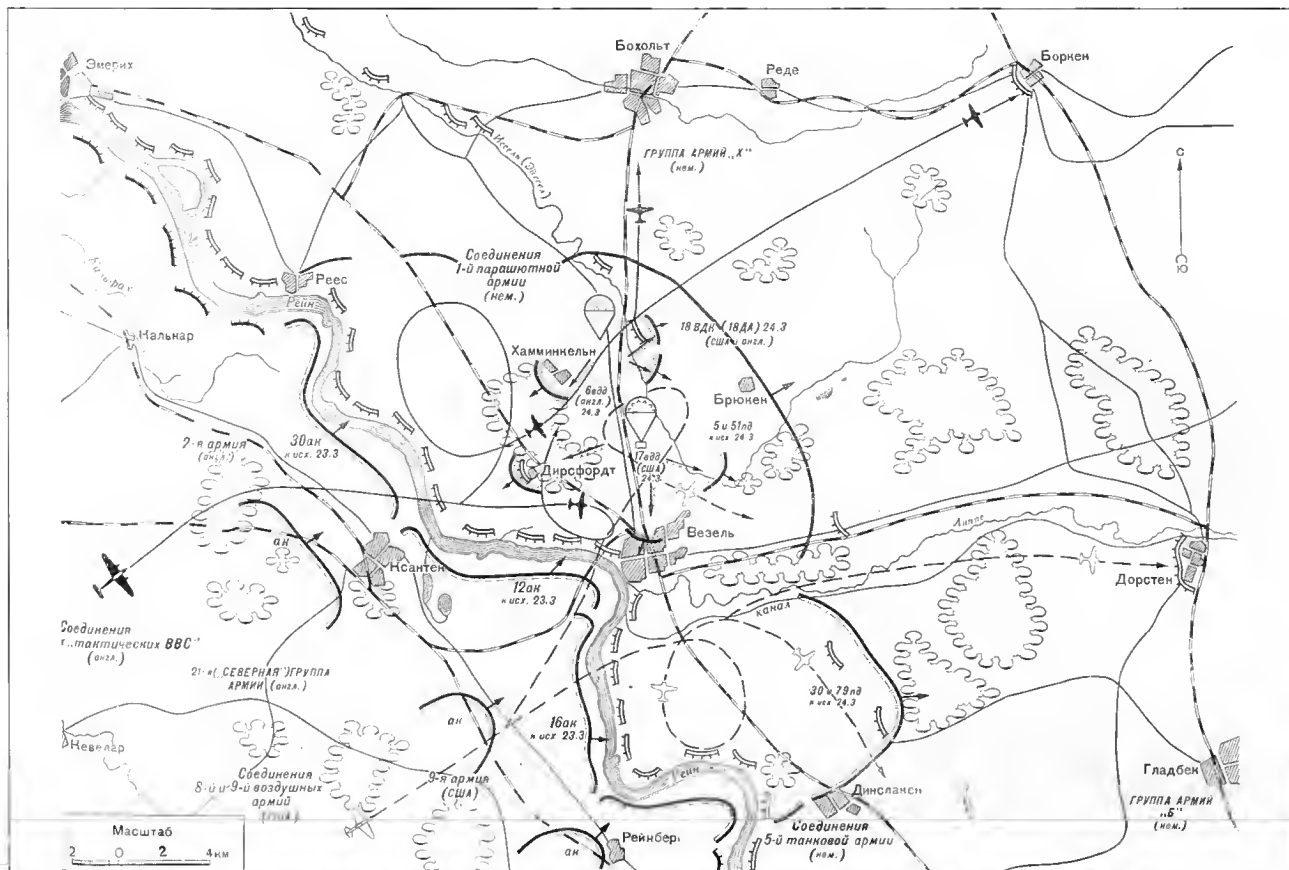 Эмерих
Бохольт
Реде
Боркен
Иссель (Эйссел)
ГРУППА АРМИЙ „Х"
(нем.)
С
Ю
Соединения
1-й парашютной
армии
(нем.)
Реес
Рейн
Кальнар
18 ВДК (18ДА) 24.3
(США и англ.)
Хамминкельн
6вдд
(англ.)
24.3
Брюкен
5 и 51пд
к исх 24.3
2-я армия
(англ.)
30ак
к исх. 23.3
Дирсфордт
17вдд
(США)
24.3
Везель
Липпе
ак
Ксантен
12ак
к исх. 23.3
Дорстен
канал
Соединения
„тактических ВВС"
(англ.)
21-я („СЕВЕРНАЯ") ГРУППА
АРМИЙ (англ.)
30 и 79пд
к исх 24.3
ак
16ак
к исх. 23.3
Кевелар
Соединения
8-й и 9-й воздушных
армий
9-я армия
(США)
Рейн
Динслакен
Гладбек
ГРУППА АРМИЙ
„Б"
(нем.)
Соединения
5-й танковой армии
(нем.)
Масштаб
2 0 2 4км
ак
Рейнберг